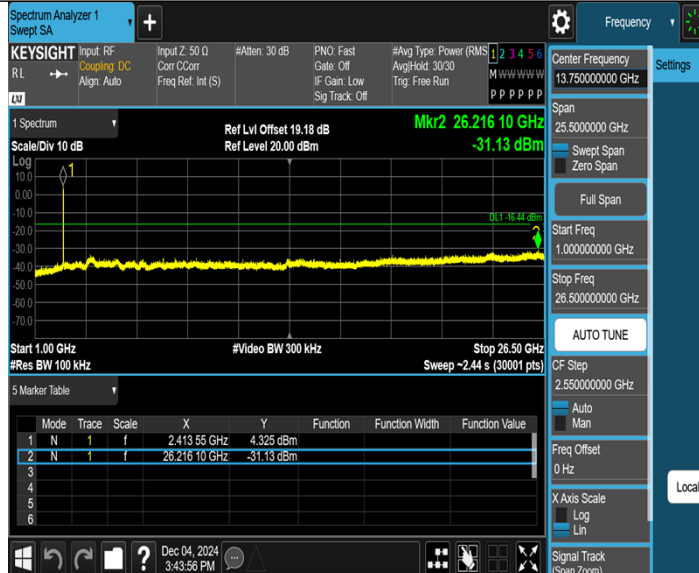 Spectrum Analyzer 1
Swept SA
Frequency
KEYSIGHT
RL
LXI
Input: RF
Coupling: DC
Align: Auto
Input Z: 50 Ω
Corr CCorr
Freq Ref: Int (S)
#Atten: 30 dB
PNO: Fast
Gate: Off
IF Gain: Low
Sig Track: Off
#Avg Type: Power (RMS
Avg|Hold: 30/30
Trig: Free Run
1 2 3 4 5 6
M W W W W W
P P P P P P
1 Spectrum
Scale/Div 10 dB
Ref Lvl Offset 19.18 dB
Ref Level 20.00 dBm
Mkr2 26.216 10 GHz
-31.13 dBm
Log
10.0
0.00
-10.0
-20.0
-30.0
-40.0
-50.0
-60.0
-70.0
1
DL1 -16.44 dBm
2
Start 1.00 GHz
#Res BW 100 kHz
#Video BW 300 kHz
Stop 26.50 GHz
Sweep ~2.44 s (30001 pts)
5 Marker Table
Mode Trace Scale X Y Function Function Width Function Value
1 N 1 f 2.413 55 GHz 4.325 dBm
2 N 1 f 26.216 10 GHz -31.13 dBm
3
4
5
6
Dec 04, 2024
3:43:56 PM
Center Frequency
13.750000000 GHz
Settings
Span
25.5000000 GHz
Swept Span
Zero Span
Full Span
Start Freq
1.000000000 GHz
Stop Freq
26.500000000 GHz
AUTO TUNE
CF Step
2.550000000 GHz
Auto
Man
Freq Offset
0 Hz
Local
X Axis Scale
Log
Lin
Signal Track
(Span Zoom)